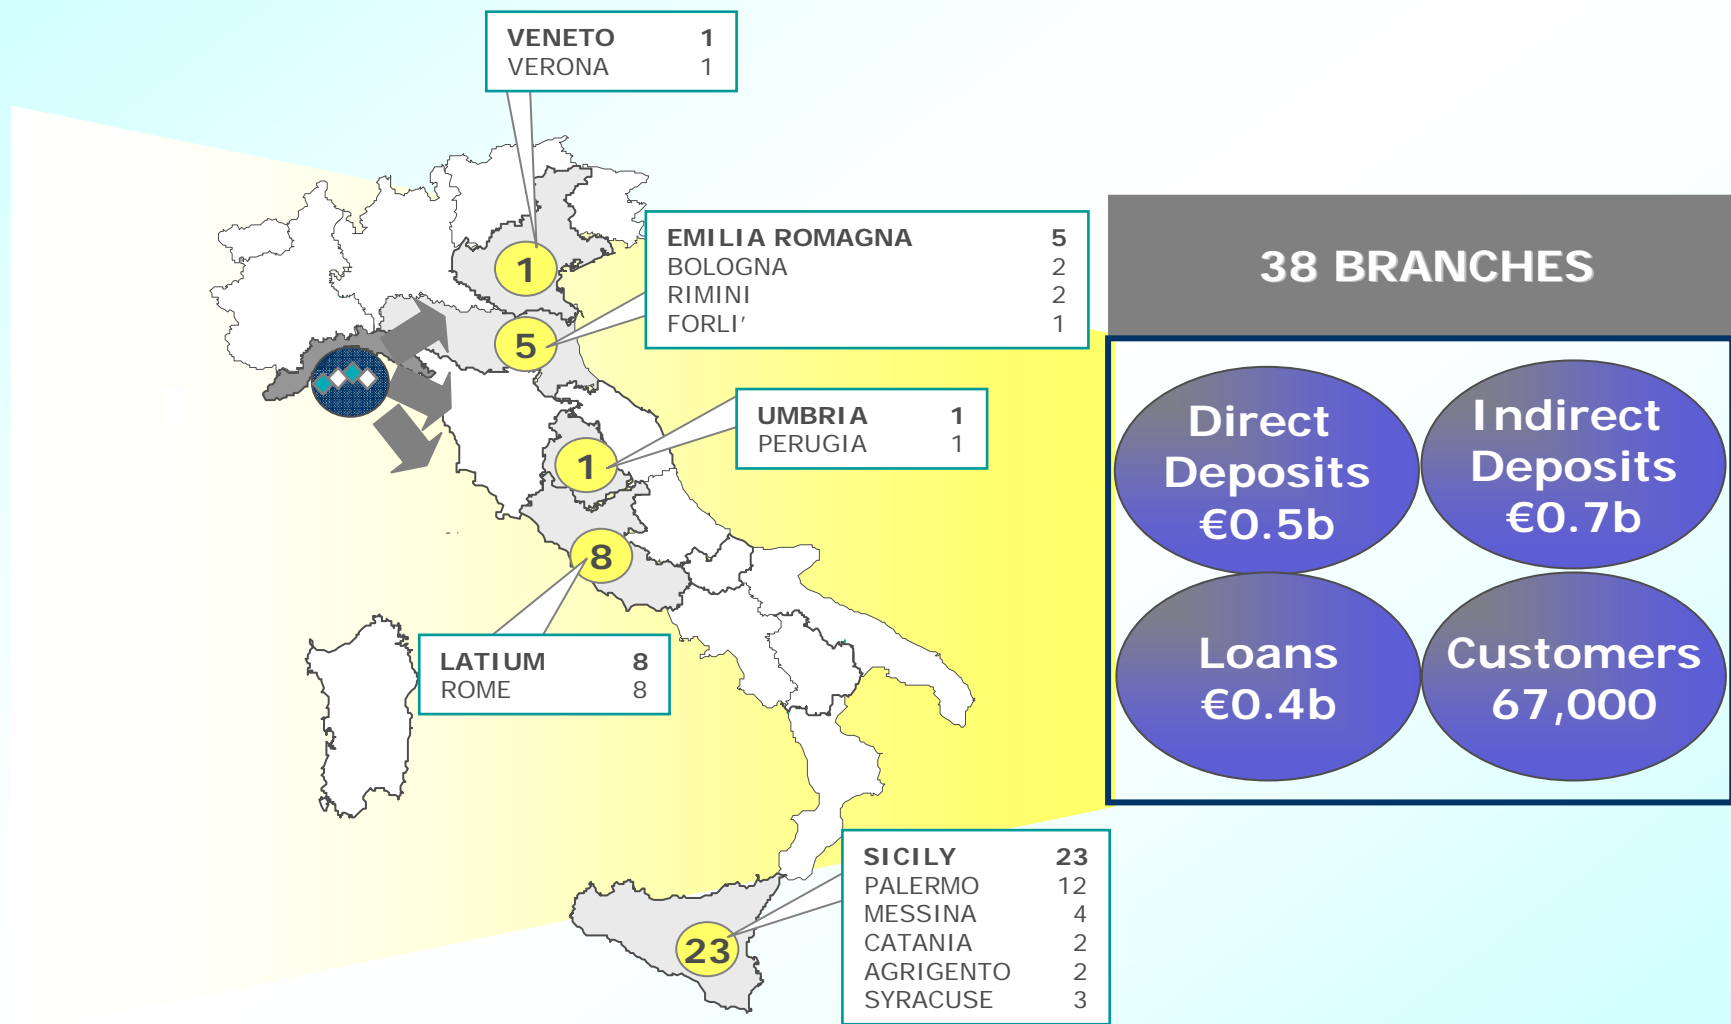 VENETO 1
VERONA 1
EMILIA ROMAGNA 5
BOLOGNA 2
RIMINI 2
FORLI’ 1
UMBRIA 1
PERUGIA 1
LATIUM 8
ROME 8
SICILY 23
PALERMO 12
MESSINA 4
CATANIA 2
AGRIGENTO 2
SYRACUSE 3
1
5
1
8
23
38 BRANCHES
Direct
Deposits
€0.5b
Indirect
Deposits
€0.7b
Loans
€0.4b
Customers
67,000